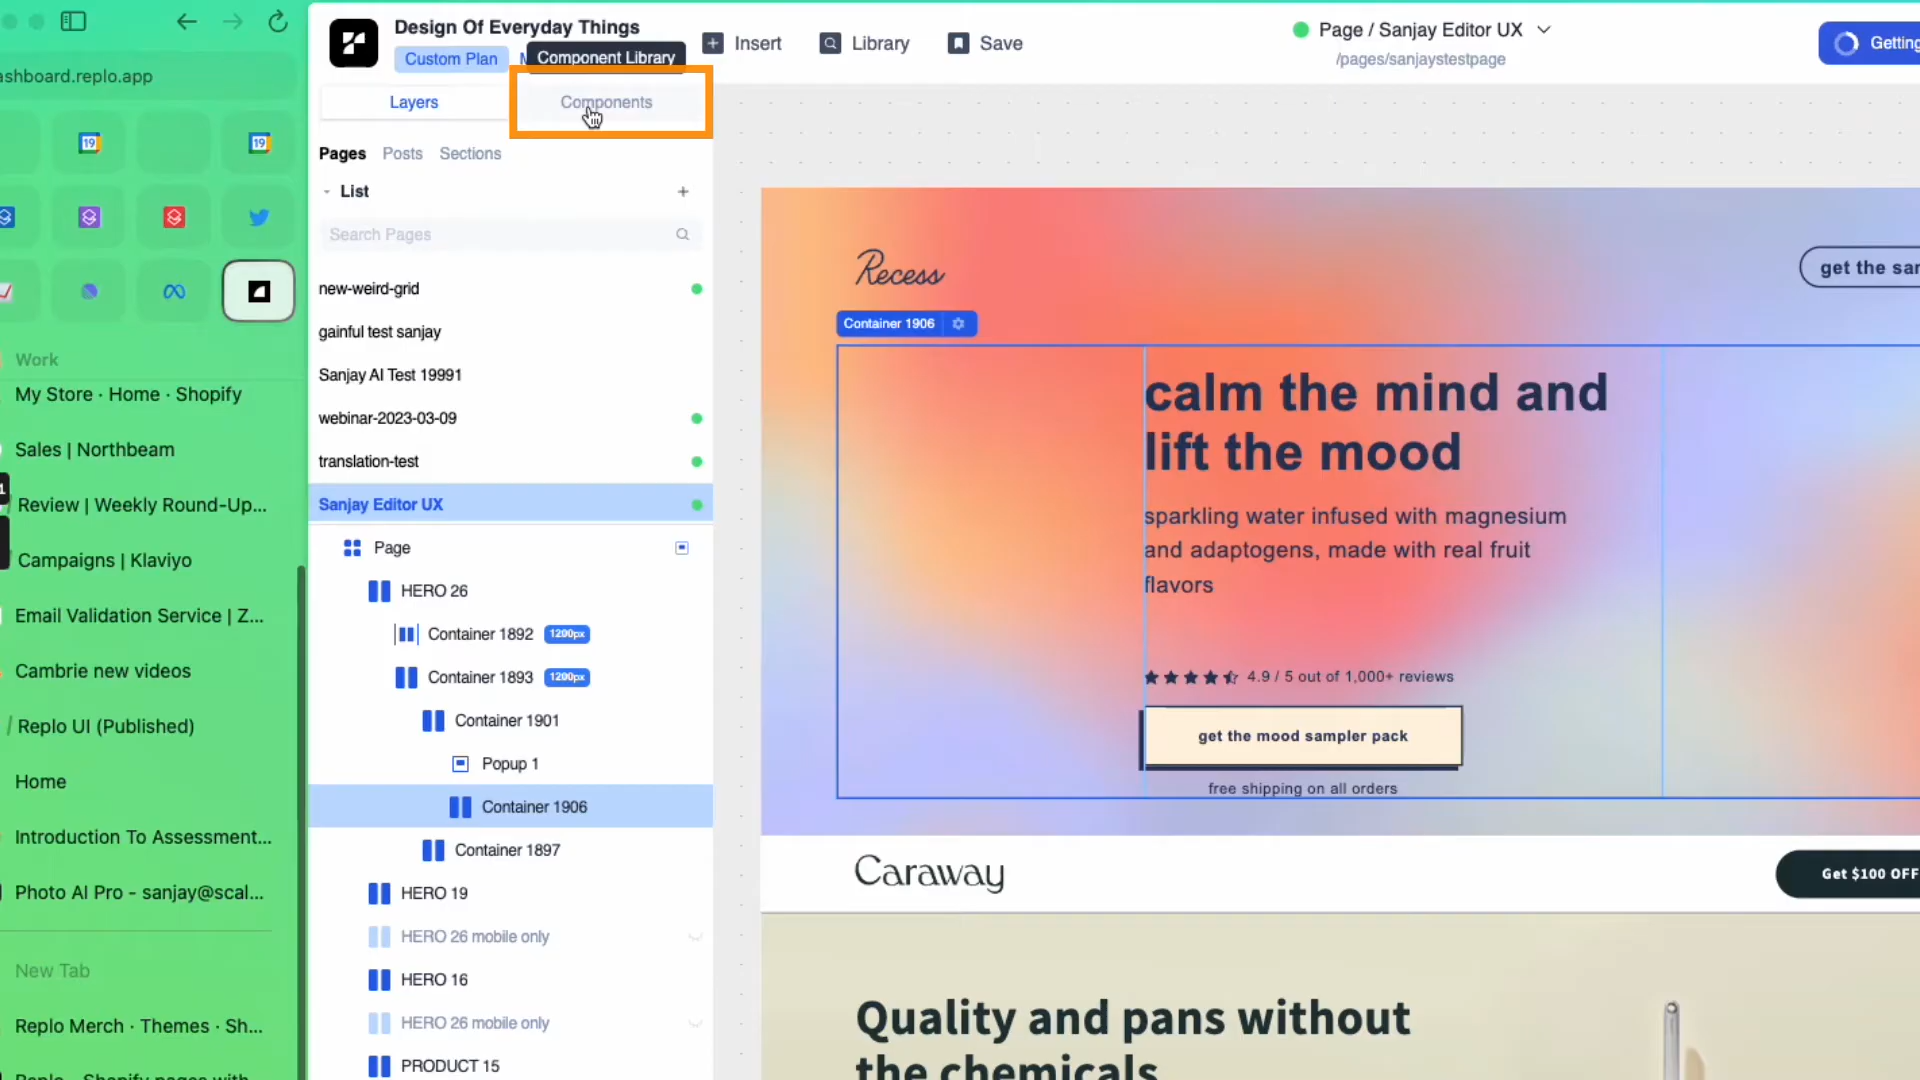 Design Of Everyday Things
Custom Plan
Component Library
Insert
Library
Save
Page / Sanjay Editor UX
/pages/sanjaystestpage
Getting
ashboard.replo.app
Layers
Components
19
19
Pages
Posts
Sections
List
Search Pages
new-weird-grid
gainful test sanjay
Sanjay AI Test 19991
webinar-2023-03-09
translation-test
Sanjay Editor UX
Page
HERO 26
Container 1892
1200px
Container 1893
1200px
Container 1901
Popup 1
Container 1906
Container 1897
HERO 19
HERO 26 mobile only
HERO 16
HERO 26 mobile only
PRODUCT 15
Work
My Store · Home · Shopify
Sales | Northbeam
1
Review | Weekly Round-Up...
Campaigns | Klaviyo
Email Validation Service | Z...
Cambrie new videos
/ Replo UI (Published)
Home
Introduction To Assessment...
Photo AI Pro - sanjay@scal...
New Tab
Replo Merch · Themes · Sh...
Replo - Shopify pages with
Recess
get the sam
Container 1906
calm the mind and
lift the mood
sparkling water infused with magnesium
and adaptogens, made with real fruit
flavors
4.9 / 5 out of 1,000+ reviews
get the mood sampler pack
free shipping on all orders
Caraway
Get $100 OFF
Quality and pans without
the chemicals